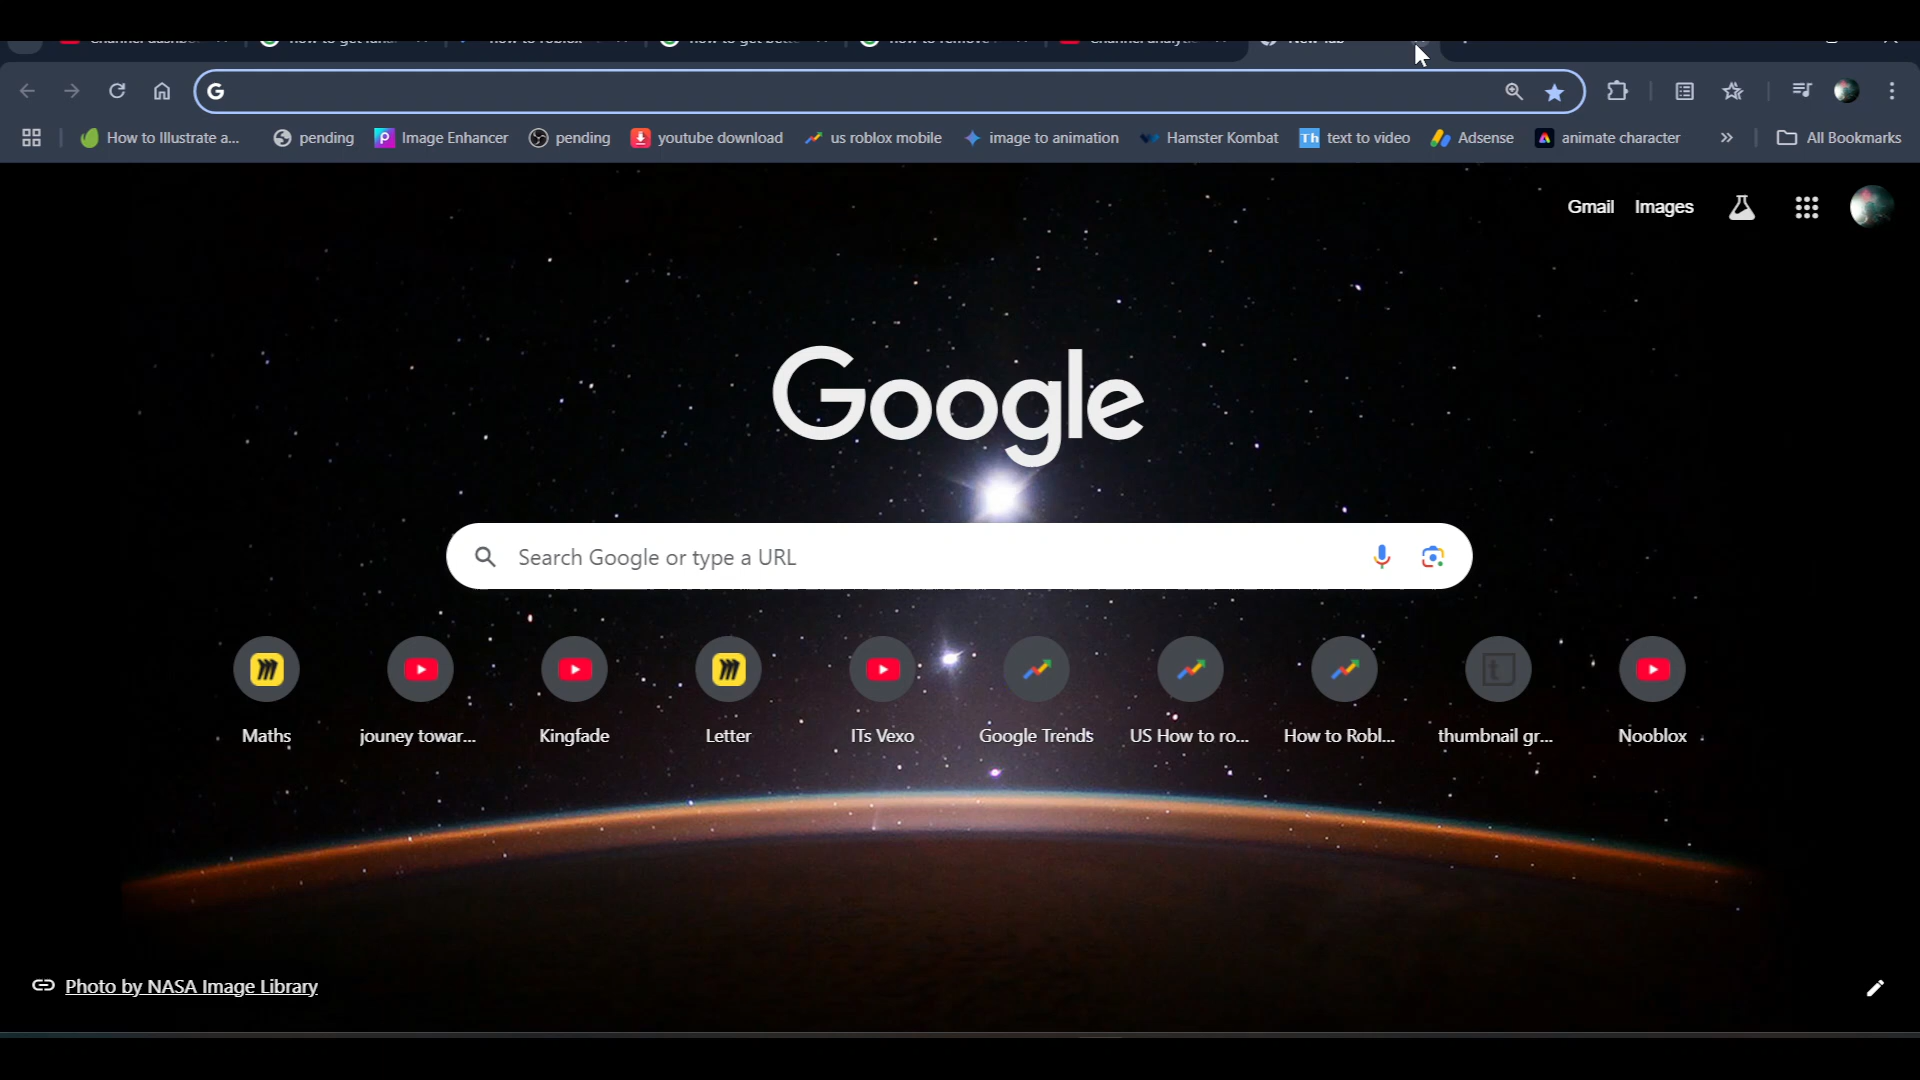 How to Illustrate a... pending Image Enhancer pending youtube download us roblox mobile image to animation Hamster Kombat Th text to video Adsense animate character » All Bookmarks
Gmail Images
Google
Search Google or type a URL
Maths jouney towar... Kingfade Letter ITs Vexo Google Trends US How to ro... How to Robl... thumbnail gr... Nooblox
Photo by NASA Image Library